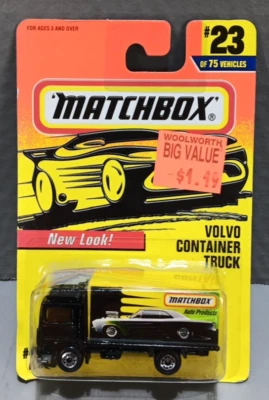 FOR AGES 3 AND OVER
#23
OF 75 VEHICLES
MATCHBOX®
WOOLWORTH
BIG VALUE
$1.49
New Look!
VOLVO
CONTAINER
TRUCK
MATCHBOX
Auto Products
#